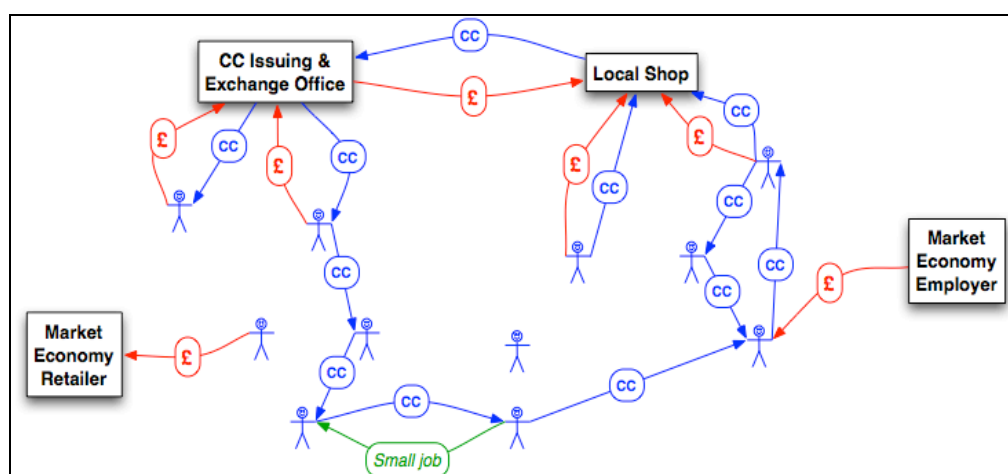 CC
CC Issuing &
Exchange Office
Local Shop
£
CC
£
CC
£
CC
£
£
CC
CC
CC
CC
Market
Economy
Employer
CC
CC
£
Market
Economy
Retailer
£
CC
CC
CC
Small job